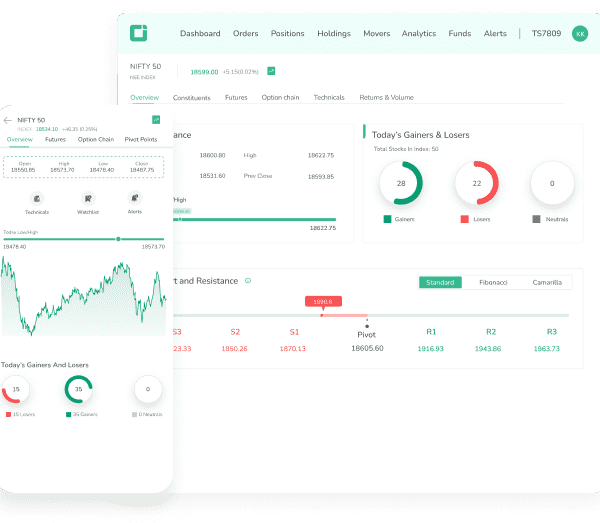 Dashboard Orders Positions Holdings Movers Analytics Funds Alerts TS7809 KK
NIFTY 50
NSE INDEX
18599.00 +5.15(0.02%)
Overview Constituents Futures Option chain Technicals Returns & Volume
ance
18600.80 High 18622.75
18531.60 Prev Close 18593.85
/High
18622.75
Today's Gainers & Losers
Total Stocks In Index: 50
28 22 0
Gainers Losers Neutrals
rt and Resistance
Standard Fibonacci Camarilla
S3 S2 S1 Pivot R1 R2 R3
23.33 1850.26 1870.13 18605.60 1916.93 1943.86 1963.73
NIFTY 50
INDEX 18534.10 +46.35 (0.25%)
Overview Futures Option Chain Pivot Points
Open High Low Close
18550.85 18573.70 18478.40 18487.75
Technicals Watchlist Alerts
Today Low/High
18478.40 18573.70
Today's Gainers And Losers
15 35 0
15 Losers 35 Gainers 0 Neutrals